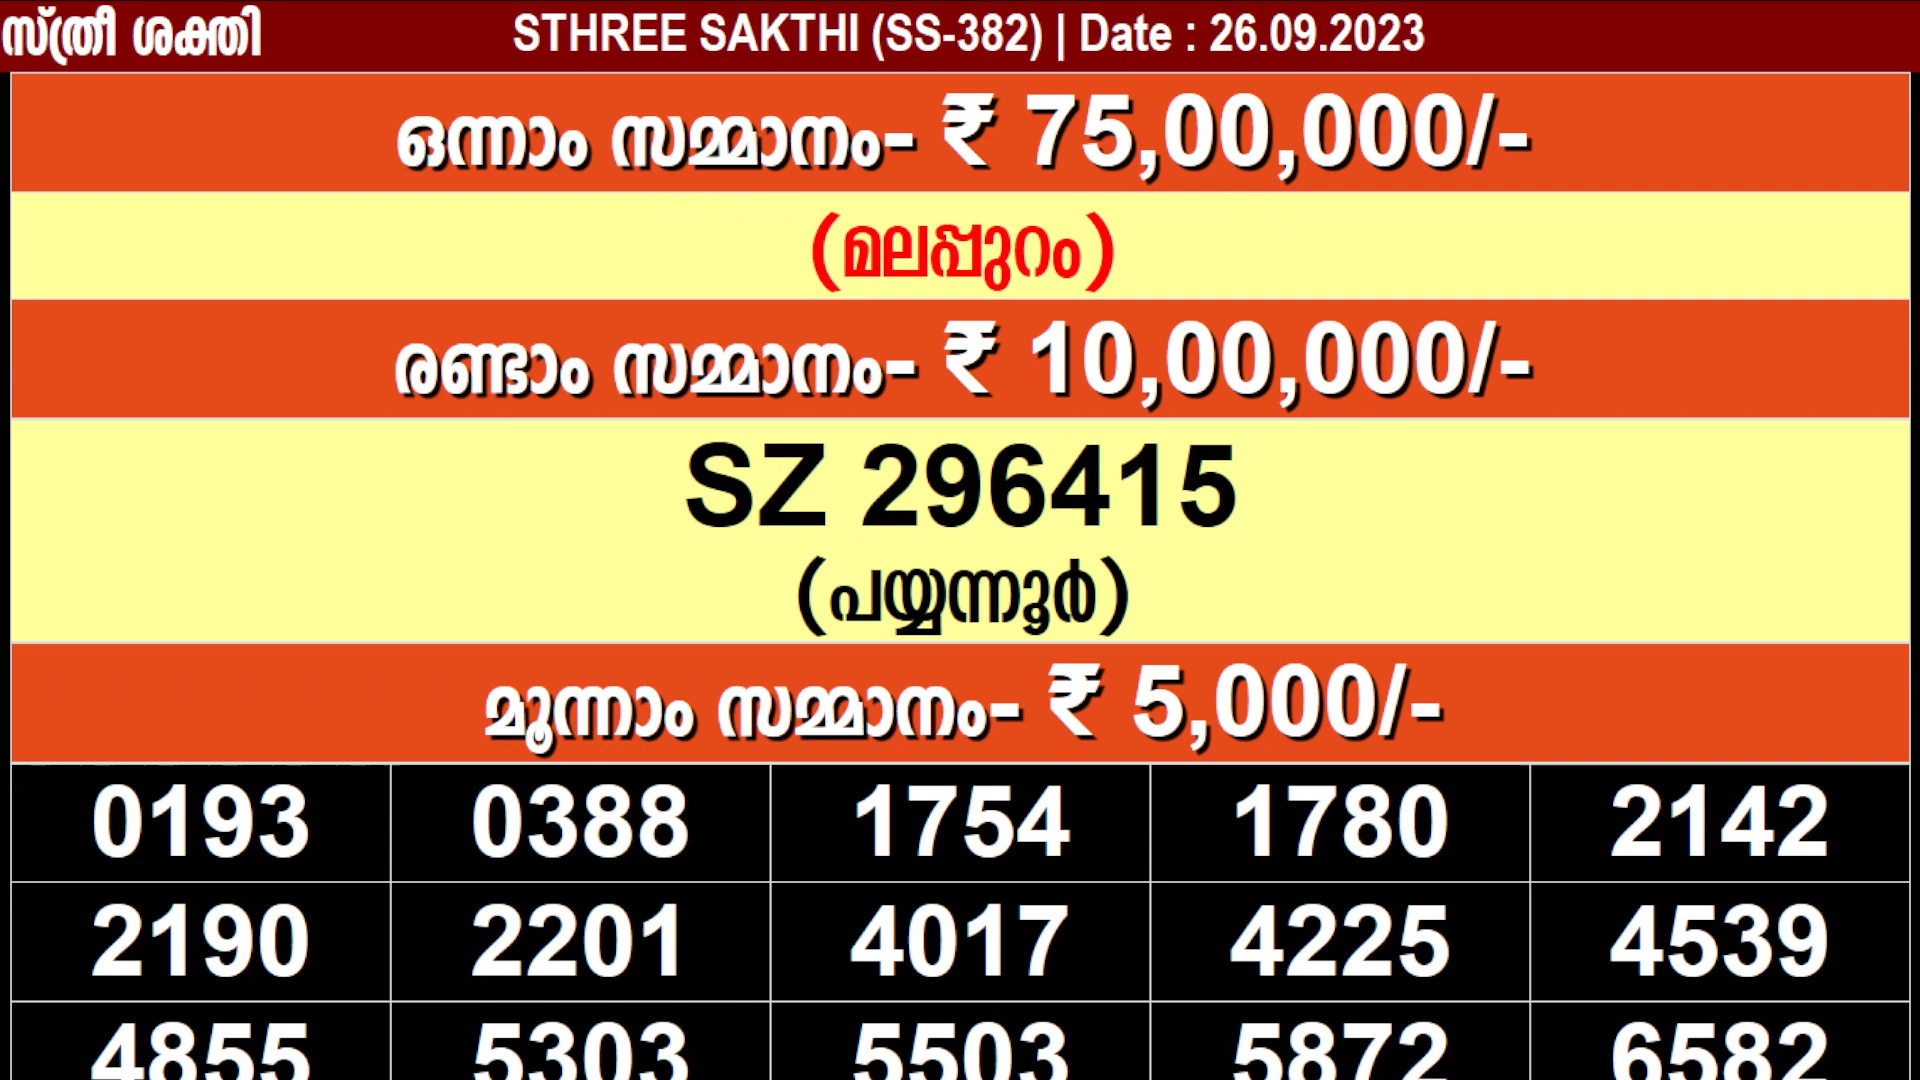 സ്ത്രീ ശക്തി STHREE SAKTHI (SS-382) | Date : 26.09.2023
ഒന്നാം സമ്മാനം- ₹ 75,00,000/-
(മലപ്പുറം)
രണ്ടാം സമ്മാനം- ₹ 10,00,000/-
SZ 296415
(പയ്യന്നൂർ)
മൂന്നാം സമ്മാനം- ₹ 5,000/-
0193 0388 1754 1780 2142
2190 2201 4017 4225 4539
4855 5303 5503 5872 6582